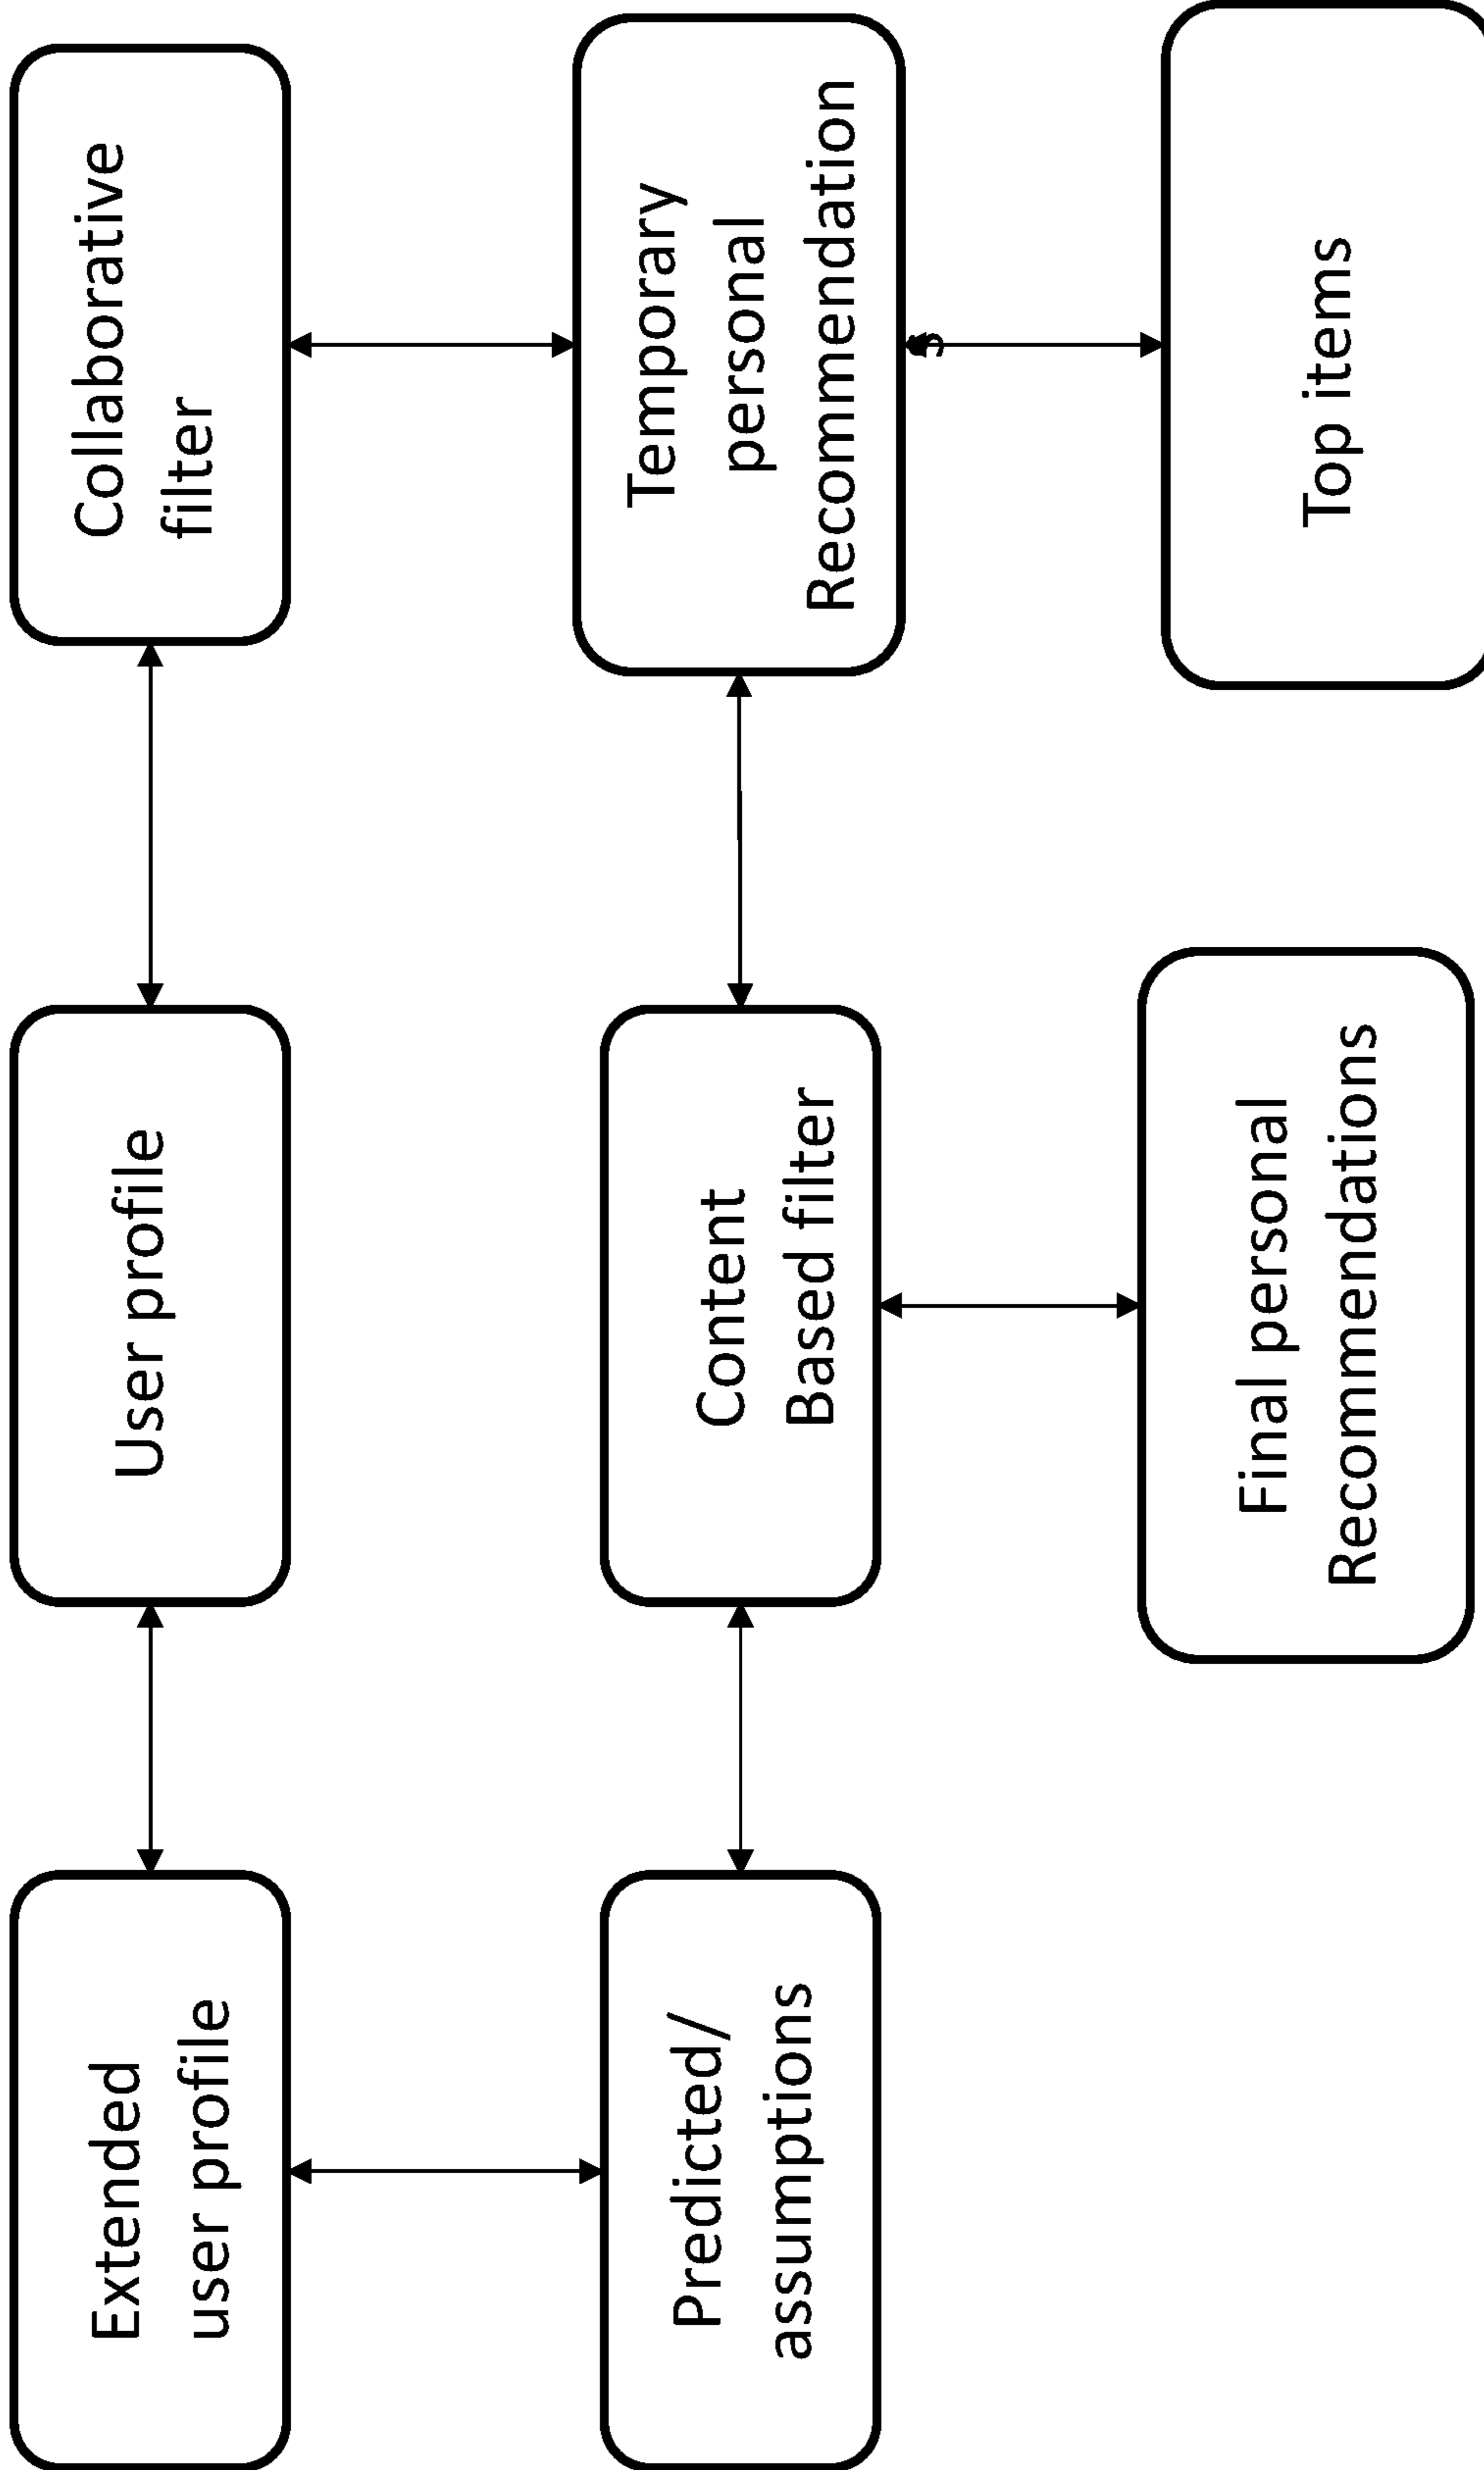 Extended
user profile
User profile
Collaborative
filter
Predicted/
assumptions
Content
Based filter
Temporary
personal
Recommendation
s
Final personal
Recommendations
Top items